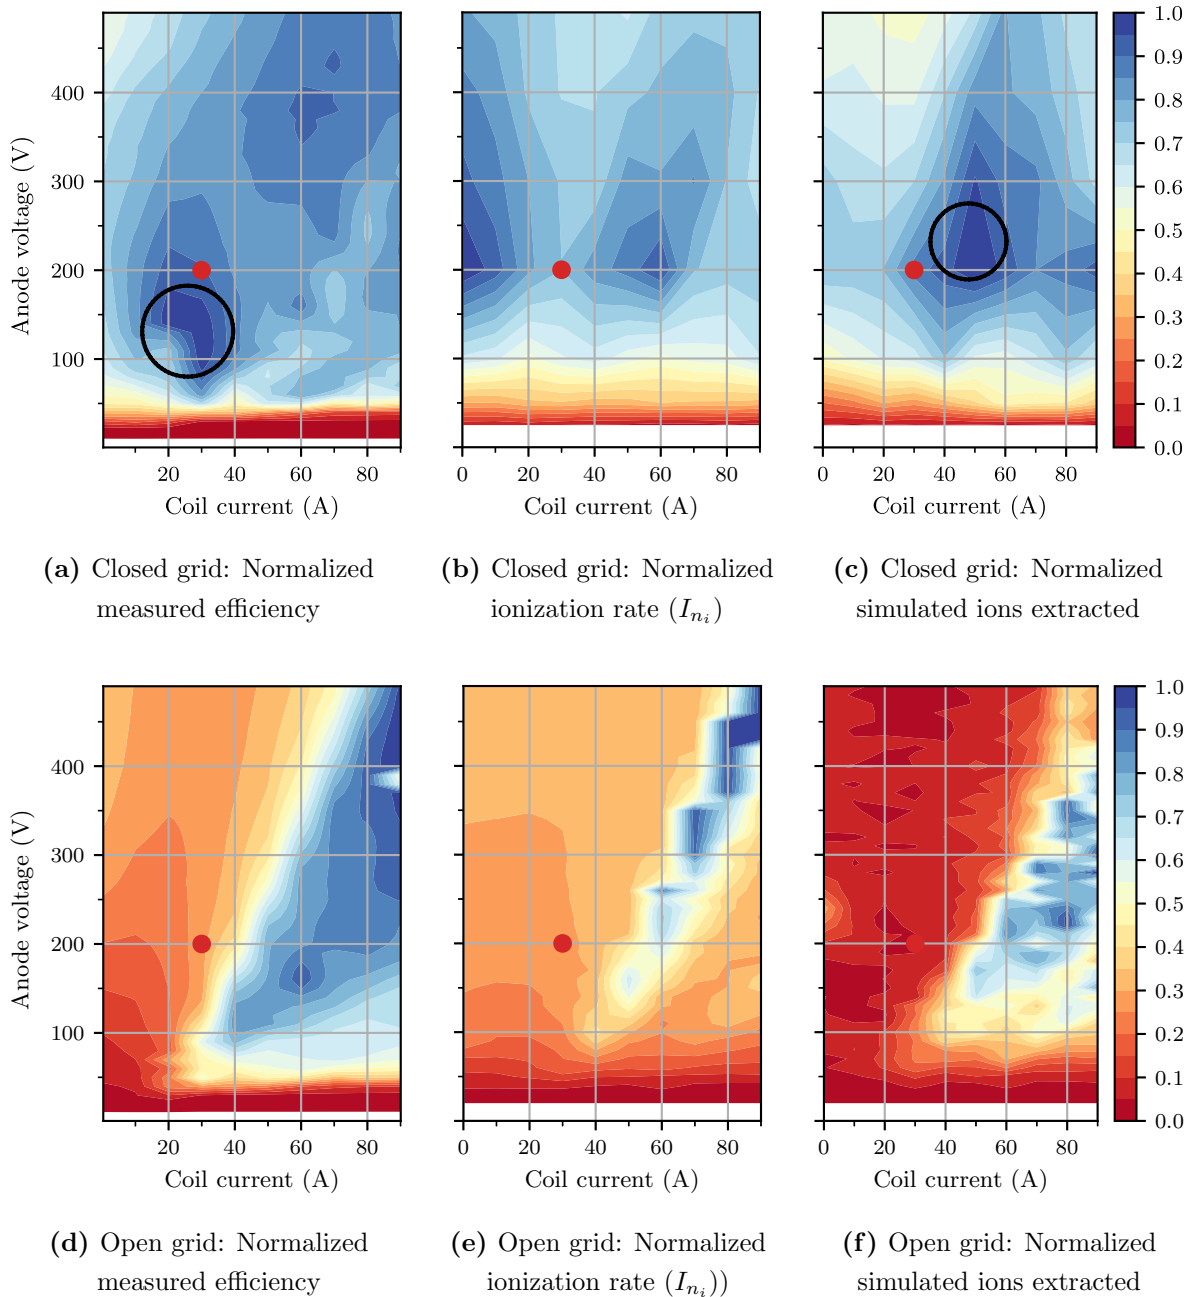 1.0
0.9
400
0.8
0.7
300
0.6
0.5
200
0.4
0.3
100
0.2
0.1
0.0
Anode voltage (V)
20 40 60 80
0 20 40 60 80
0 20 40 60 80
Coil current (A)
Coil current (A)
Coil current (A)
(a) Closed grid: Normalized
measured efficiency
(b) Closed grid: Normalized
ionization rate (I_{n_i})
(c) Closed grid: Normalized
simulated ions extracted
1.0
0.9
400
0.8
0.7
300
0.6
0.5
200
0.4
0.3
100
0.2
0.1
0.0
Anode voltage (V)
20 40 60 80
0 20 40 60 80
0 20 40 60 80
Coil current (A)
Coil current (A)
Coil current (A)
(d) Open grid: Normalized
measured efficiency
(e) Open grid: Normalized
ionization rate (I_{n_i}))
(f) Open grid: Normalized
simulated ions extracted